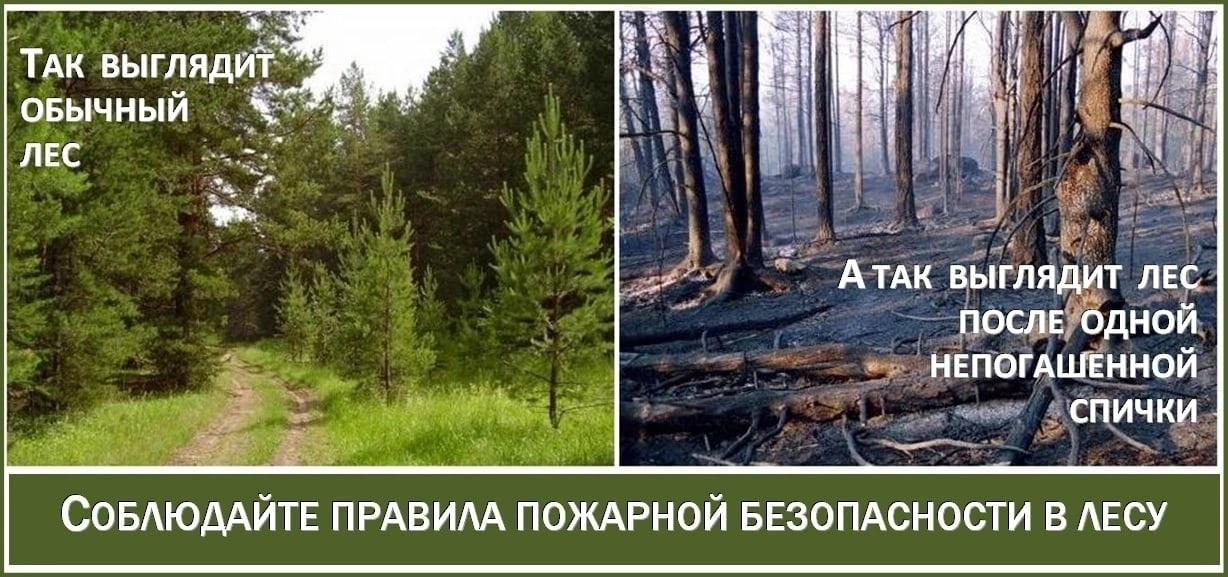 Так выглядит
обычный
лес
А так выглядит лес
после одной
непогашенной
спички
Соблюдайте правила пожарной безопасности в лесу